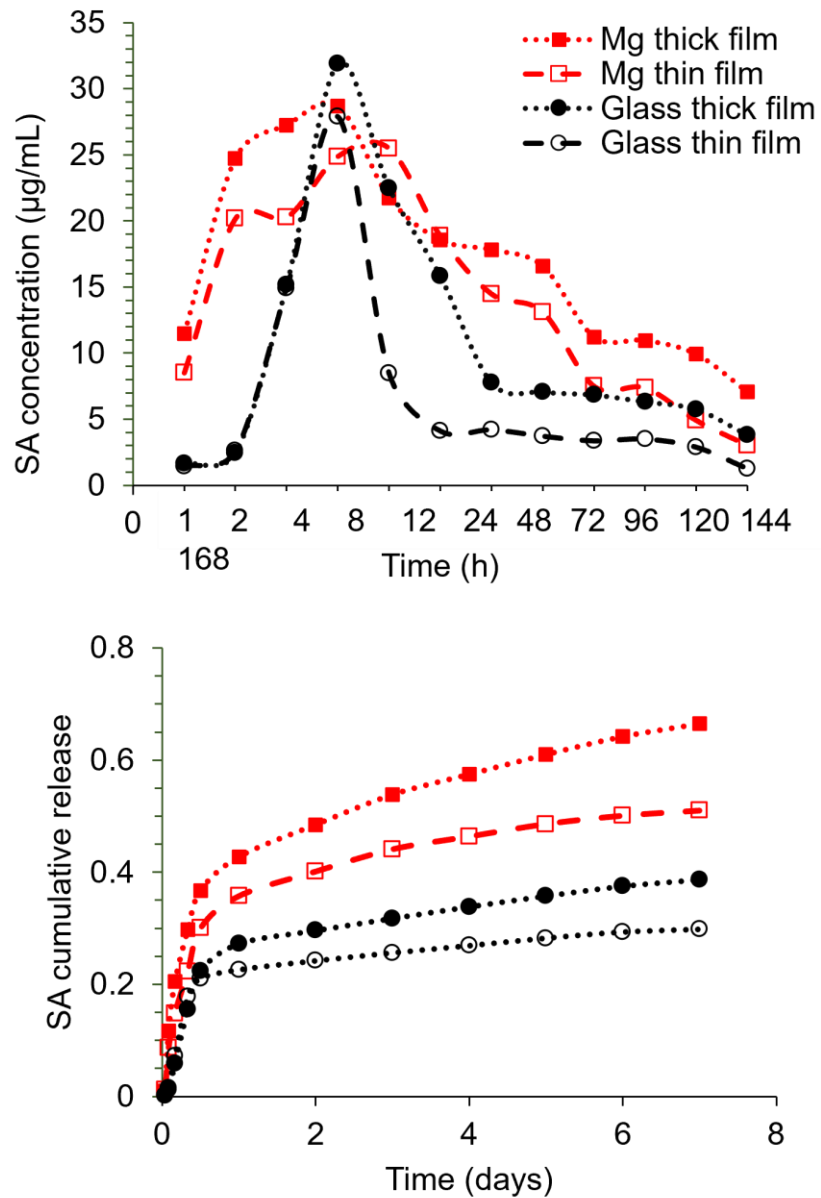 SA concentration (µg/mL)
35
30
25
20
15
10
5
0
Mg thick film
Mg thin film
Glass thick film
Glass thin film
0 1 2 4 8 12 24 48 72 96 120 144
168
Time (h)
SA cumulative release
0.8
0.6
0.4
0.2
0
0 2 4 6 8
Time (days)